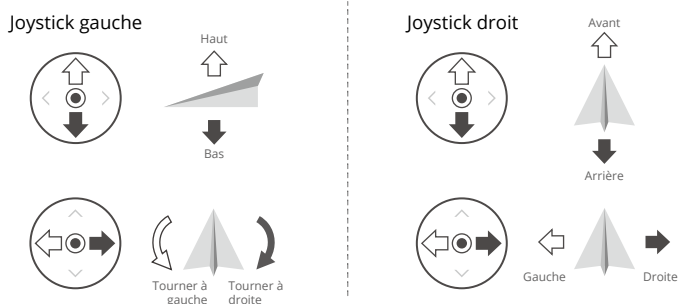 Joystick gauche
Haut
Bas
Tourner à
gauche
Tourner à
droite
Joystick droit
Avant
Arrière
Gauche
Droite